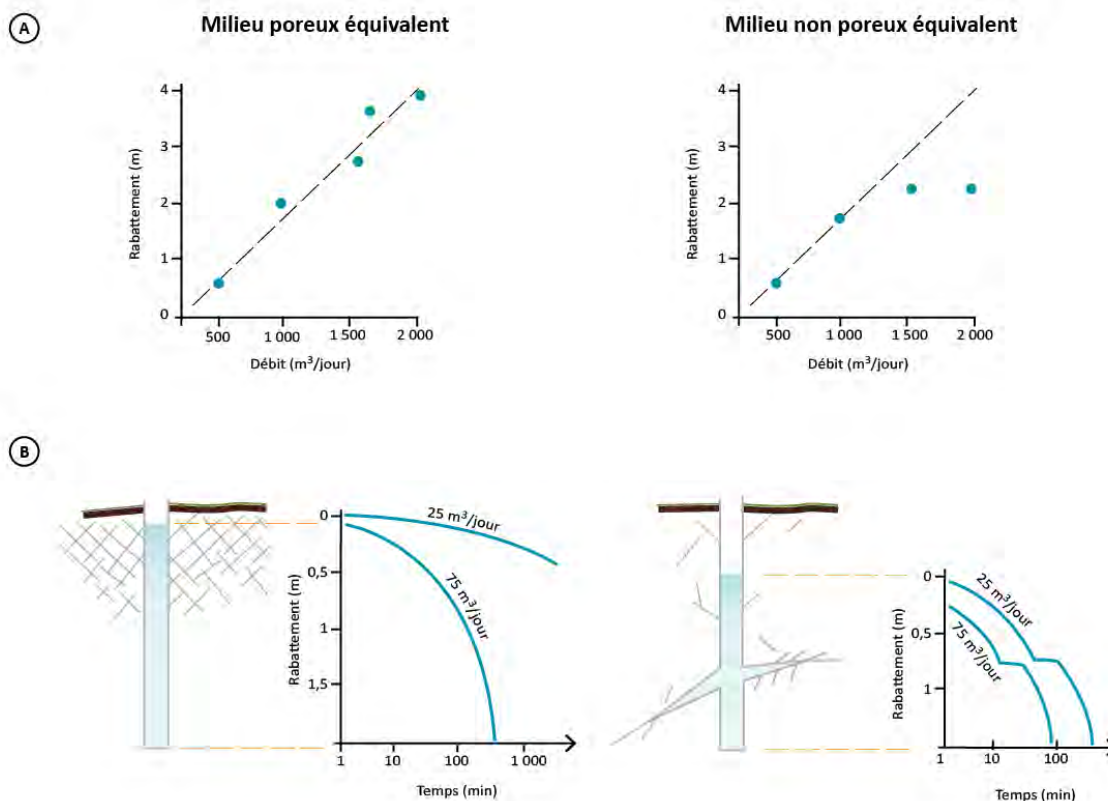 A
Milieu poreux équivalent
4
3
2
1
0
Rabattement (m)
500 1 000 1 500 2 000
Débit (m³/jour)
Milieu non poreux équivalent
4
3
2
1
0
Rabattement (m)
500 1 000 1 500 2 000
Débit (m³/jour)
B
0
0,5
1
1,5
Rabattement (m)
25 m³/jour
75 m³/jour
1 10 100 1 000
Temps (min)
0
0,5
1
Rabattement (m)
25 m³/jour
75 m³/jour
1 10 100
Temps (min)